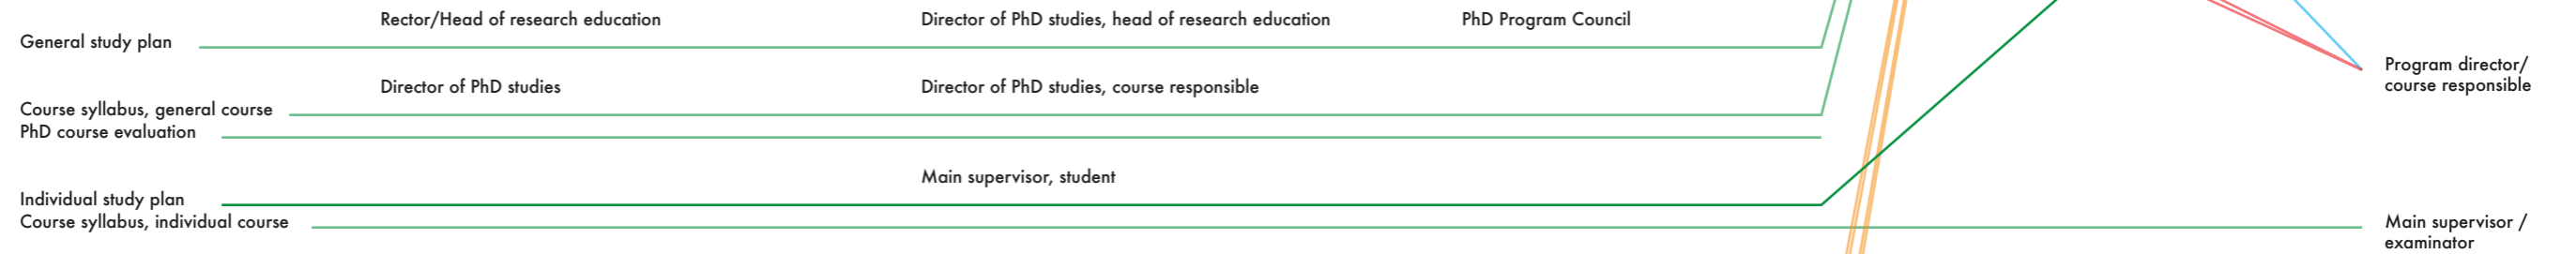 Rector/Head of research education
Director of PhD studies, head of research education
PhD Program Council
General study plan
Program director/
course responsible
Director of PhD studies
Director of PhD studies, course responsible
Course syllabus, general course
PhD course evaluation
Main supervisor, student
Individual study plan
Course syllabus, individual course
Main supervisor /
examinator